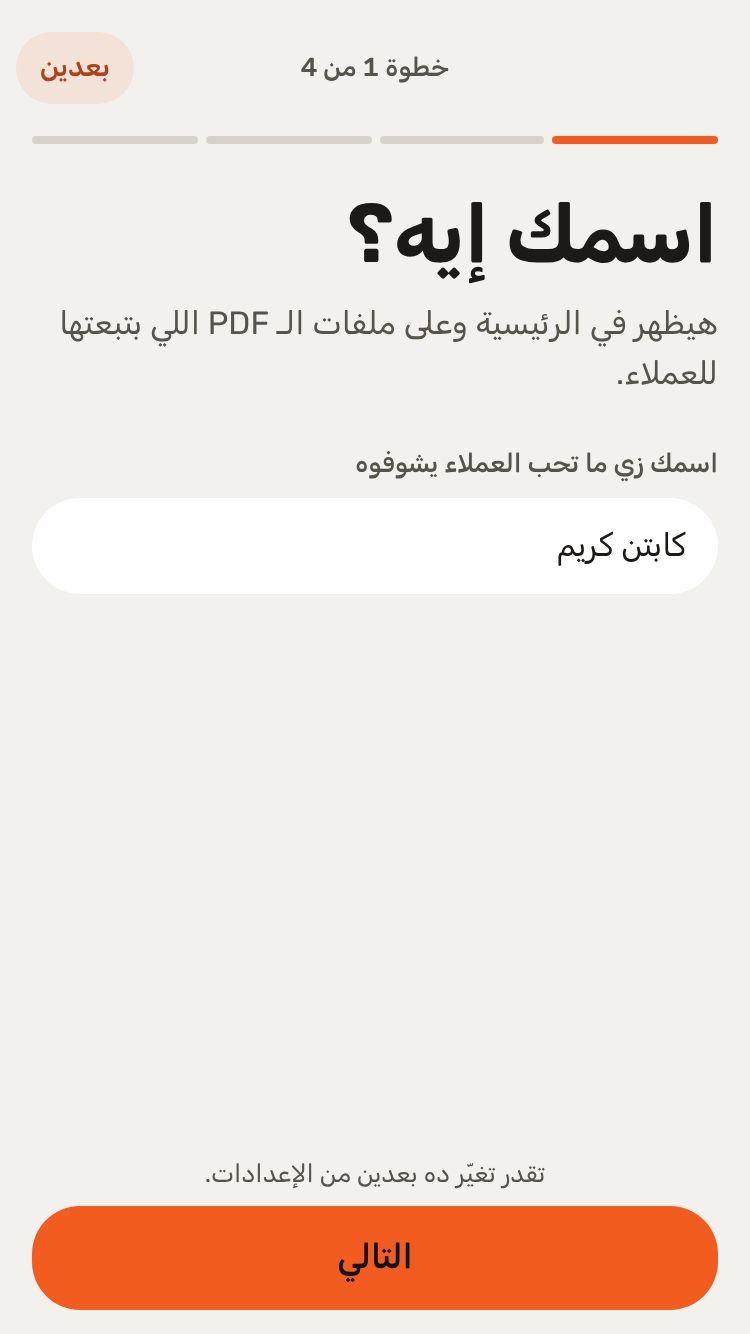 خطوة 1 من 4
بعدين
اسمك إيه؟
هيظهر في الرئيسية وعلى ملفات الـ PDF اللي بتبعتها
للعملاء.
اسمك زي ما تحب العملاء يشوفوه
كابتن كريم
تقدر تغيّر ده بعدين من الإعدادات.
التالي